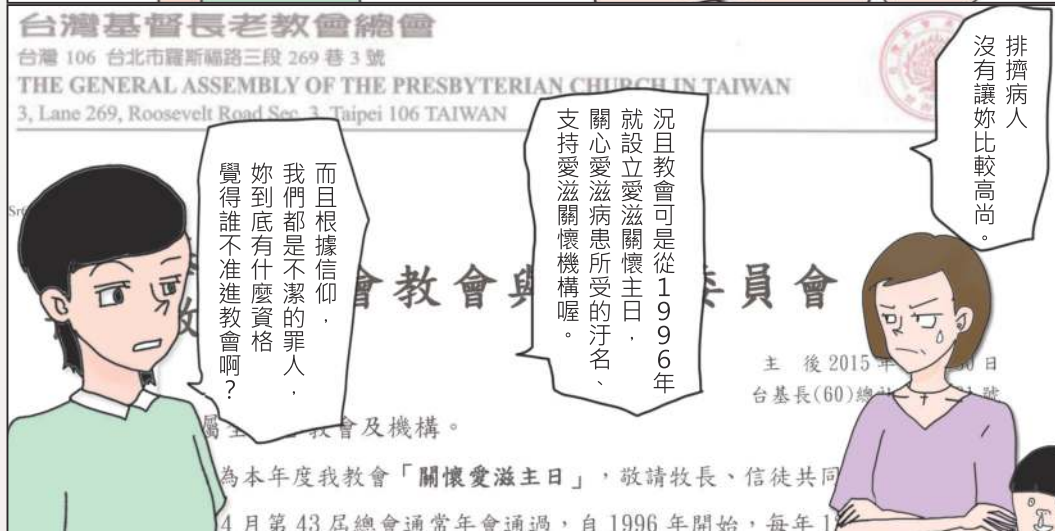 台灣基督長老教會總會
台灣 106 台北市羅斯福路三段 269 巷 3 號
THE GENERAL ASSEMBLY OF THE PRESBYTERIAN CHURCH IN TAIWAN
3, Lane 269, Roosevelt Road Sec. 3, Taipei 106 TAIWAN
排擠病人
沒有讓妳比較高尚。
況且教會可是從1996年
就設立愛滋關懷主日，
關心愛滋病患所受的汙名、
支持愛滋關懷機構喔。
而且根據信仰，
我們都是不潔的罪人，
妳到底有什麼資格
覺得誰不准進教會啊？
會教會與 員會
主 後 2015 年 日
台基長(60)總 號
教會及機構。
為本年度我教會「關懷愛滋主日」，敬請牧長、信徒共同
4 月第 43 屆總會通常年會通過，自 1996 年開始，每年